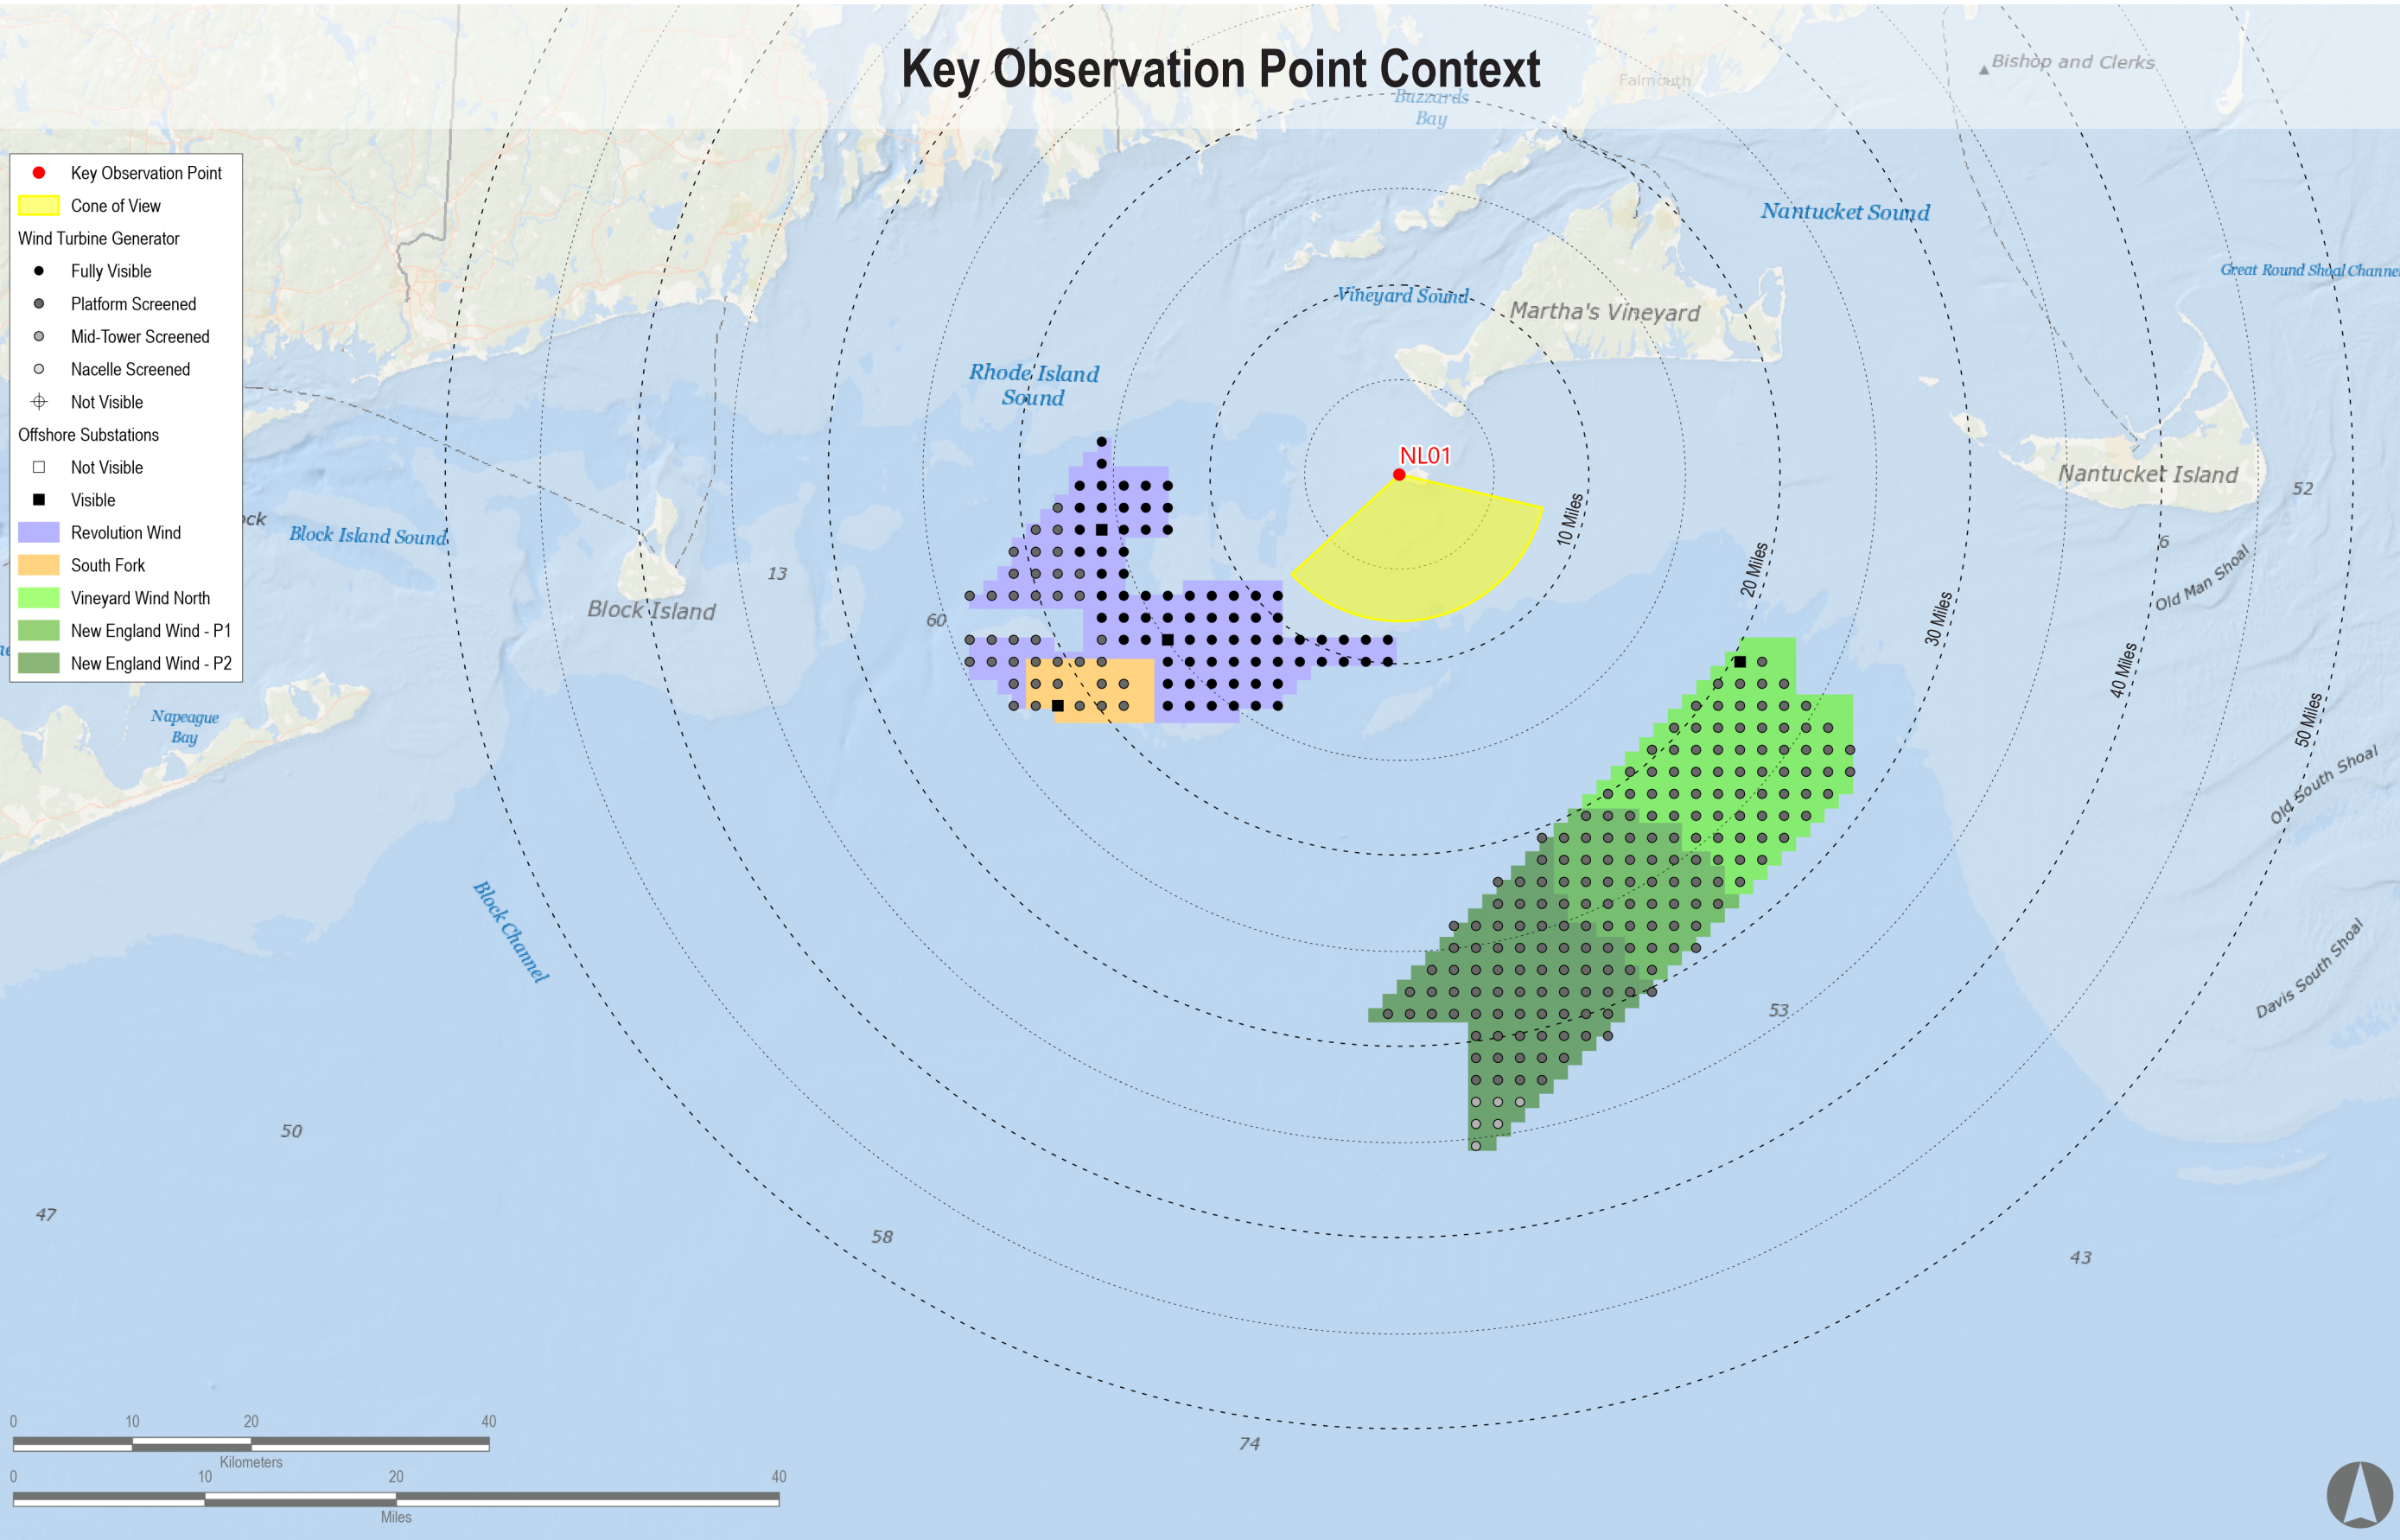 Key Observation Point Context
Bishop and Clerks
Falmouth
Buzzards
Bay
Key Observation Point
Cone of View
Wind Turbine Generator
Fully Visible
Platform Screened
Mid-Tower Screened
Nacelle Screened
Not Visible
Offshore Substations
Not Visible
Visible
Revolution Wind
South Fork
Vineyard Wind North
New England Wind - P1
New England Wind - P2
Nantucket Sound
Great Round Shoal Channe
Vineyard Sound
Martha's Vineyard
Rhode Island
Sound
NL01
Nantucket Island
52
ock
Block Island Sound
10 Miles
20 Miles
30 Miles
40 Miles
50 Miles
6
Old Man Shoal
13
Block Island
60
Napeague
Bay
Old South Shoal
Block Channel
Davis South Shoal
53
50
47
58
43
74
0 10 20 40
Kilometers
0 10 20 40
Miles